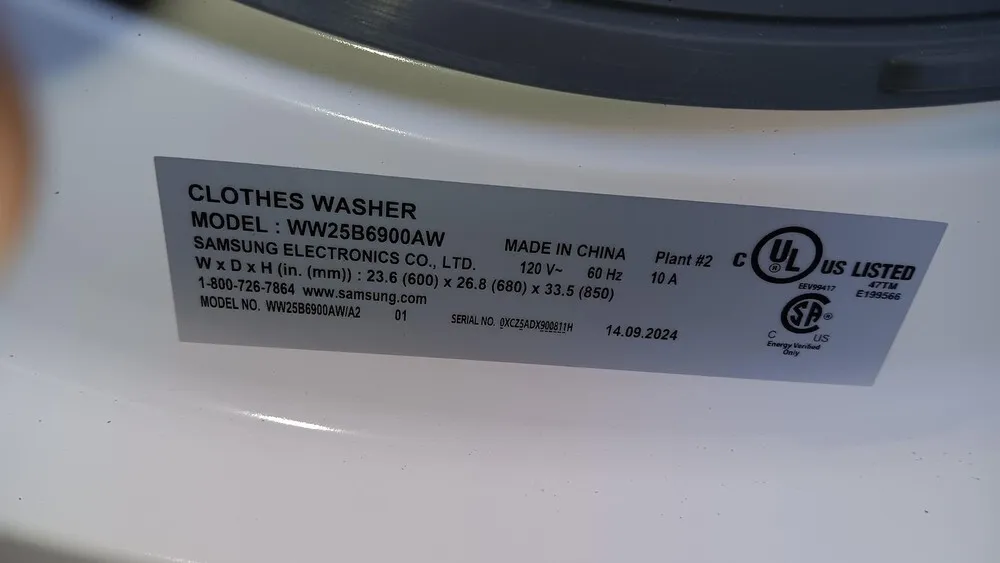 CLOTHES WASHER
MODEL : WW25B6900AW
SAMSUNG ELECTRONICS CO., LTD.
MADE IN CHINA Plant #2
120 V~ 60 Hz 10 A
W x D x H (in. (mm)) : 23.6 (600) x 26.8 (680) x 33.5 (850)
1-800-726-7864 www.samsung.com
MODEL NO. WW25B6900AW/A2 01 SERIAL NO. 0XCZ5ADX900811H 14.09.2024
C UL ® US LISTED
EEV99417 47TM
E199566
SA ®
C US
Energy Verified
Only